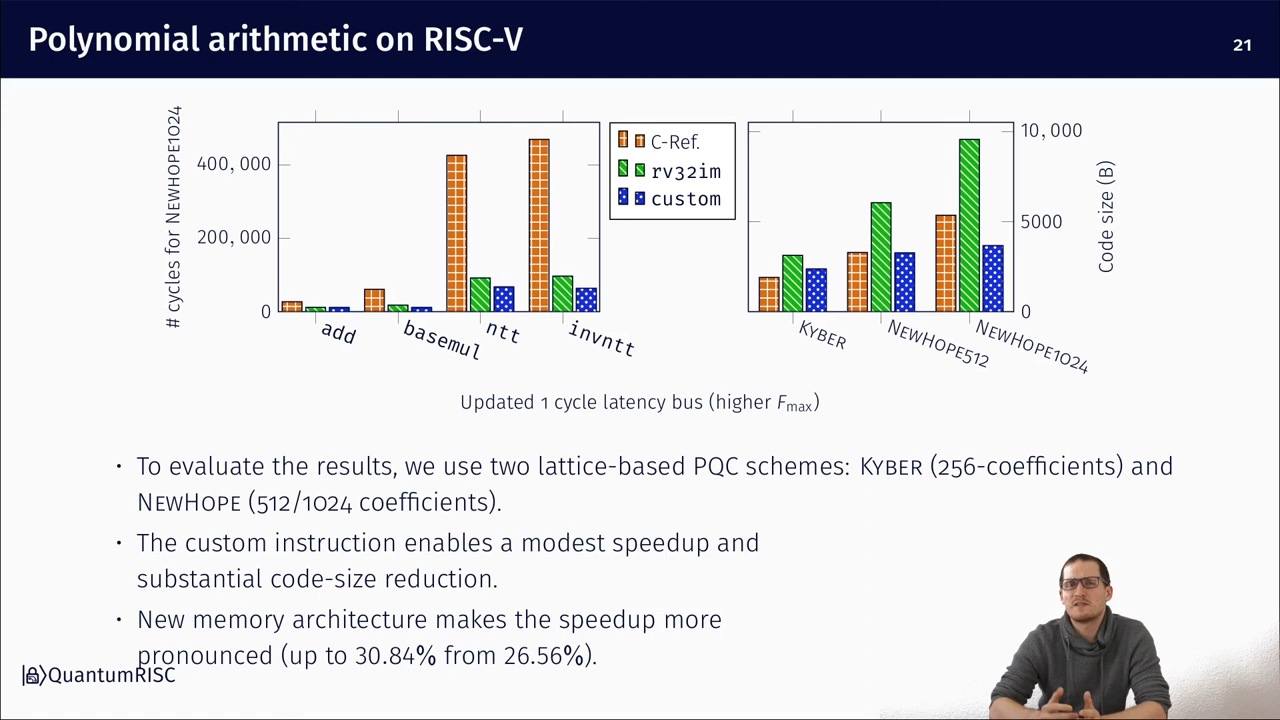 Polynomial arithmetic on RISC-V
21
# cycles for NEWHOPE1024
400,000
200,000
0
add
basemul
ntt
invntt
C-Ref.
rv32im
custom
10,000
5000
0
Code size (B)
KYBER
NEWHOPE512
NEWHOPE1024
Updated 1 cycle latency bus (higher Fmax)
• To evaluate the results, we use two lattice-based PQC schemes: KYBER (256-coefficients) and
NEWHOPE (512/1024 coefficients).
• The custom instruction enables a modest speedup and
substantial code-size reduction.
• New memory architecture makes the speedup more
pronounced (up to 30.84% from 26.56%).
QuantumRISC